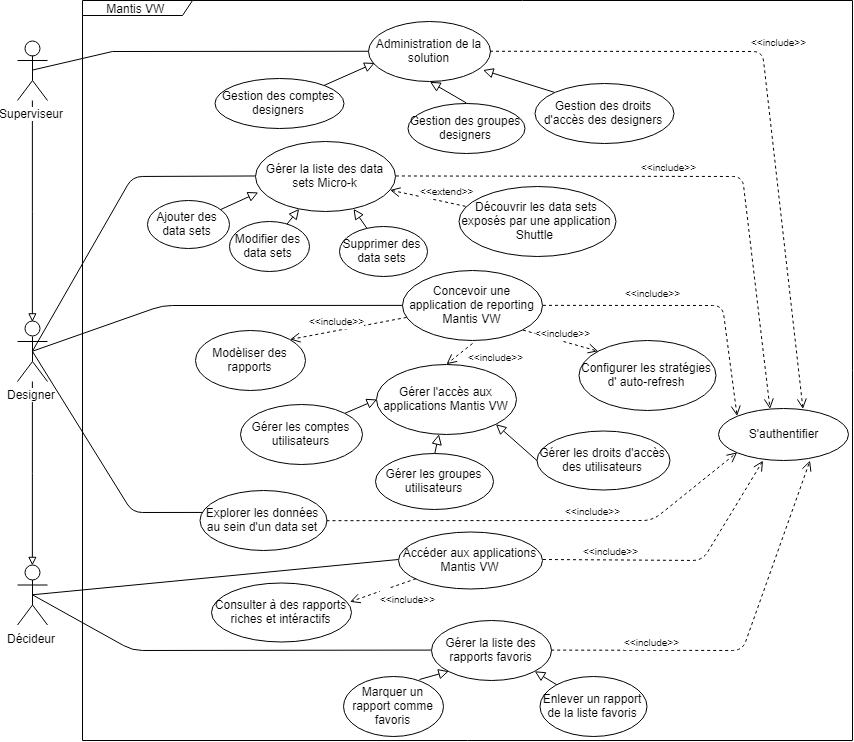 Mantis VW
Administration de la
solution
<<include>>
Superviseur
Gestion des comptes
designers
Gestion des groupes
designers
Gestion des droits
d'accès des designers
Gérer la liste des data
sets Micro-k
<<include>>
<<extend>>
Ajouter des
data sets
Modifier des
data sets
Supprimer des
data sets
Découvrir les data sets
exposés par une application
Shuttle
Concevoir une
application de reporting
Mantis VW
<<include>>
<<include>>
<<include>>
<<include>>
Modèliser des
rapports
Configurer les stratégies
d' auto-refresh
Designer
Gérer l'accès aux
applications Mantis VW
Gérer les comptes
utilisateurs
Gérer les groupes
utilisateurs
Gérer les droits d'accès
des utilisateurs
S'authentifier
Explorer les données
au sein d'un data set
<<include>>
Accéder aux applications
Mantis VW
<<include>>
Consulter à des rapports
riches et intéractifs
<<include>>
Décideur
Gérer la liste des
rapports favoris
<<include>>
Marquer un
rapport comme
favoris
Enlever un rapport
de la liste favoris